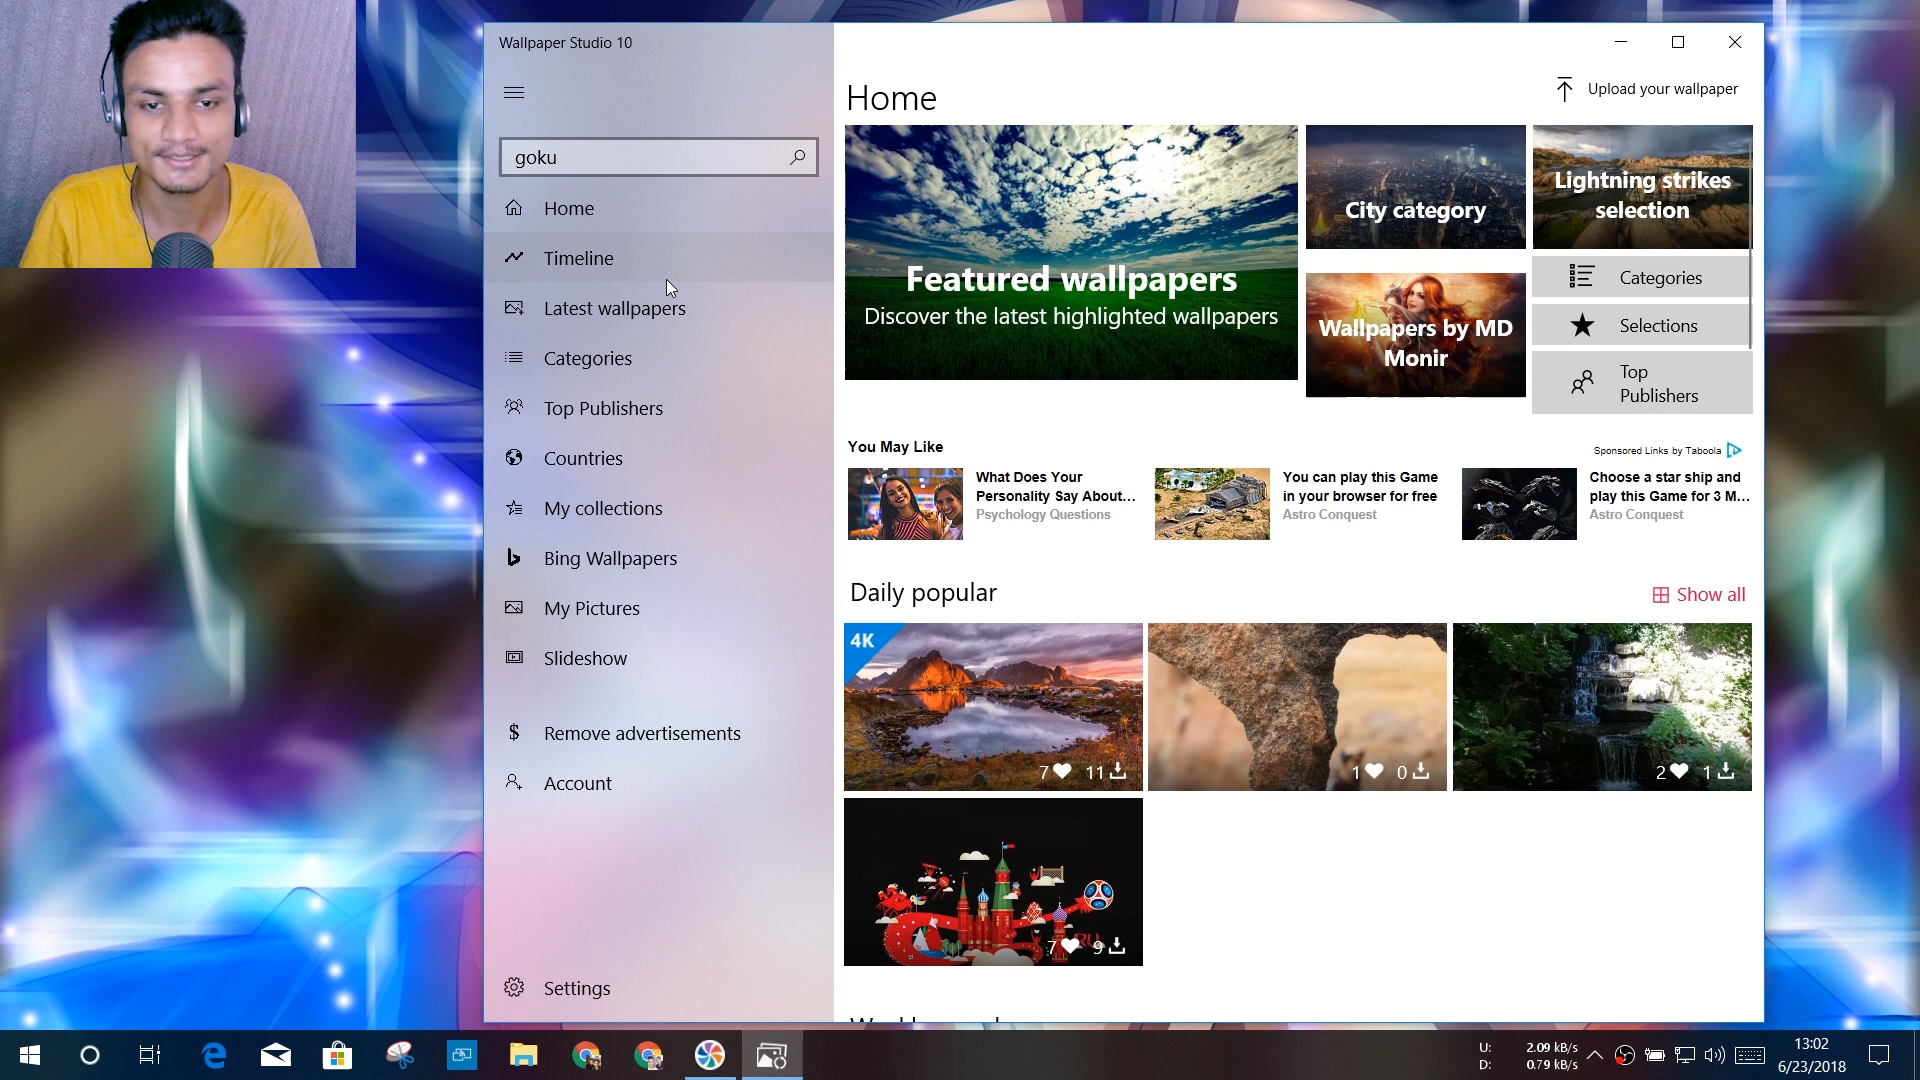 Wallpaper Studio 10
goku
Home
Timeline
Latest wallpapers
Categories
Top Publishers
Countries
My collections
Bing Wallpapers
My Pictures
Slideshow
$ Remove advertisements
Account
Settings
Home
Upload your wallpaper
Featured wallpapers
Discover the latest highlighted wallpapers
City category
Lightning strikes
selection
Wallpapers by MD
Monir
Categories
Selections
Top
Publishers
You May Like
Sponsored Links by Taboola
What Does Your
Personality Say About...
Psychology Questions
You can play this Game
in your browser for free
Astro Conquest
Choose a star ship and
play this Game for 3 M...
Astro Conquest
Daily popular
Show all
4K
7 11
1 0
2 1
7 9
U: 2.09 kB/s
D: 0.79 kB/s
13:02
6/23/2018